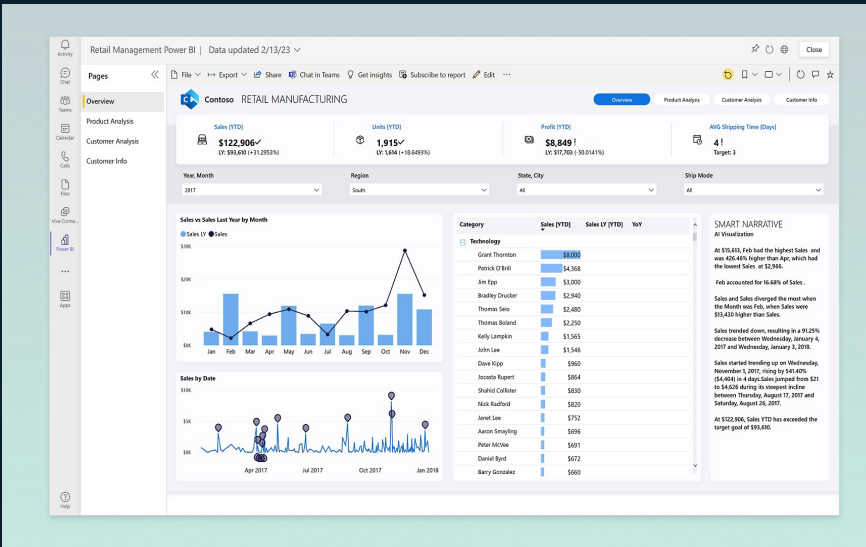 Activity
Chat
Teams
Calendar
Calls
Files
Viva Conne...
Power BI
Apps
Help
Retail Management Power BI | Data updated 2/13/23
Close
Pages
Overview
Product Analysis
Customer Analysis
Customer Info
File Export Share Chat in Teams Get insights Subscribe to report Edit ...
Contoso RETAIL MANUFACTURING
Overview Product Analysis Customer Analysis Customer Info
Sales (YTD)
$122,906
LY: $93,610 (+31.2953%)
Units (YTD)
1,915
LY: 1,614 (+18.6493%)
Profit (YTD)
$8,849 !
LY: $17,703 (-50.0141%)
AVG Shipping Time (Days)
4 !
Target: 3
Year, Month
2017
Region
South
State, City
All
Ship Mode
All
Sales vs Sales Last Year by Month
Sales LY Sales
$30K
$20K
$10K
$0K
Jan Feb Mar Apr May Jun Jul Aug Sep Oct Nov Dec
Sales by Date
$10K
$5K
$0K
Apr 2017 Jul 2017 Oct 2017 Jan 2018
Category Sales (YTD) Sales LY (YTD) YoY
Technology
Grant Thornton $8,000
Patrick O'Brill $4,368
Jim Epp $3,000
Bradley Drucker $2,940
Thomas Seio $2,480
Thomas Boland $2,250
Kelly Lampkin $1,565
John Lee $1,546
Dave Kipp $960
Jocasta Rupert $864
Shahid Collister $830
Nick Radford $820
Janet Lee $752
Aaron Smayling $696
Peter McVee $691
Daniel Byrd $672
Barry Gonzalez $660
SMART NARRATIVE
AI Visualization
At $15,613, Feb had the highest Sales and
was 426.46% higher than Apr, which had
the lowest Sales at $2,966.
Feb accounted for 16.68% of Sales .
Sales and Sales diverged the most when
the Month was Feb, when Sales were
$13,430 higher than Sales.
Sales trended down, resulting in a 91.25%
decrease between Wednesday, January 4,
2017 and Wednesday, January 3, 2018.
Sales started trending up on Wednesday,
November 1, 2017, rising by 541.40%
($4,404) in 4 days.Sales jumped from $21
to $4,626 during its steepest incline
between Thursday, August 17, 2017 and
Saturday, August 26, 2017.
At $122,906, Sales YTD has exceeded the
target goal of $93,610.